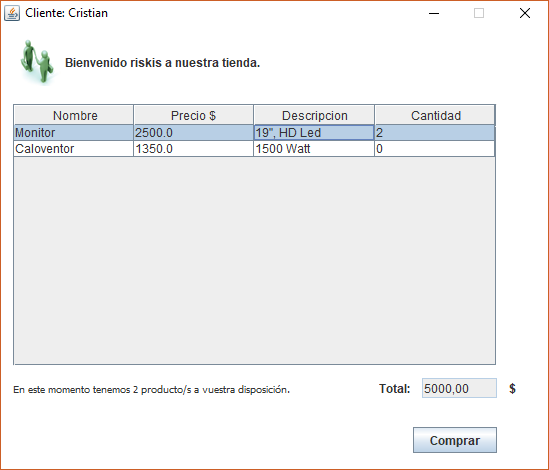 Cliente: Cristian
Bienvenido riskis a nuestra tienda.
Nombre Precio $ Descripcion Cantidad
Monitor 2500.0 19", HD Led 2
Caloventor 1350.0 1500 Watt 0
En este momento tenemos 2 producto/s a vuestra disposición. Total: 5000,00 $
Comprar